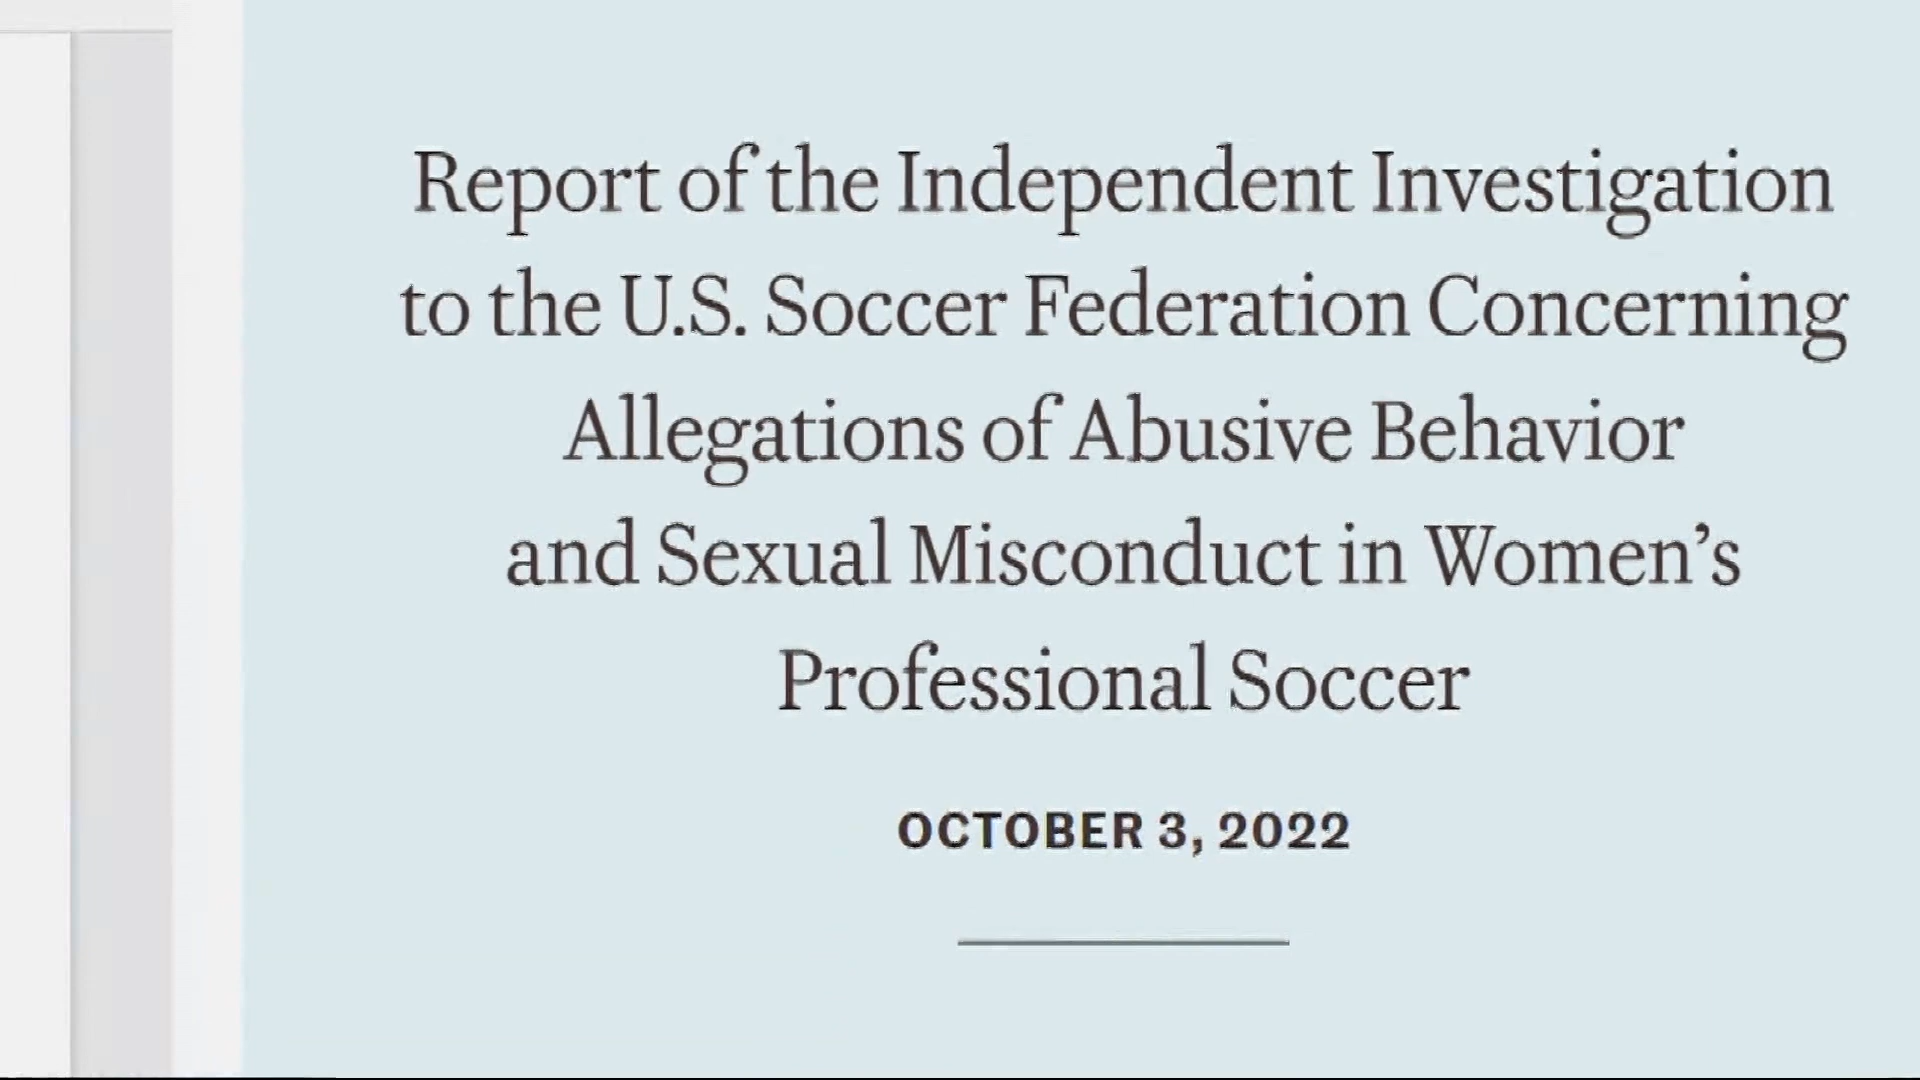 Report of the Independent Investigation
to the U.S. Soccer Federation Concerning
Allegations of Abusive Behavior
and Sexual Misconduct in Women’s
Professional Soccer
OCTOBER 3, 2022